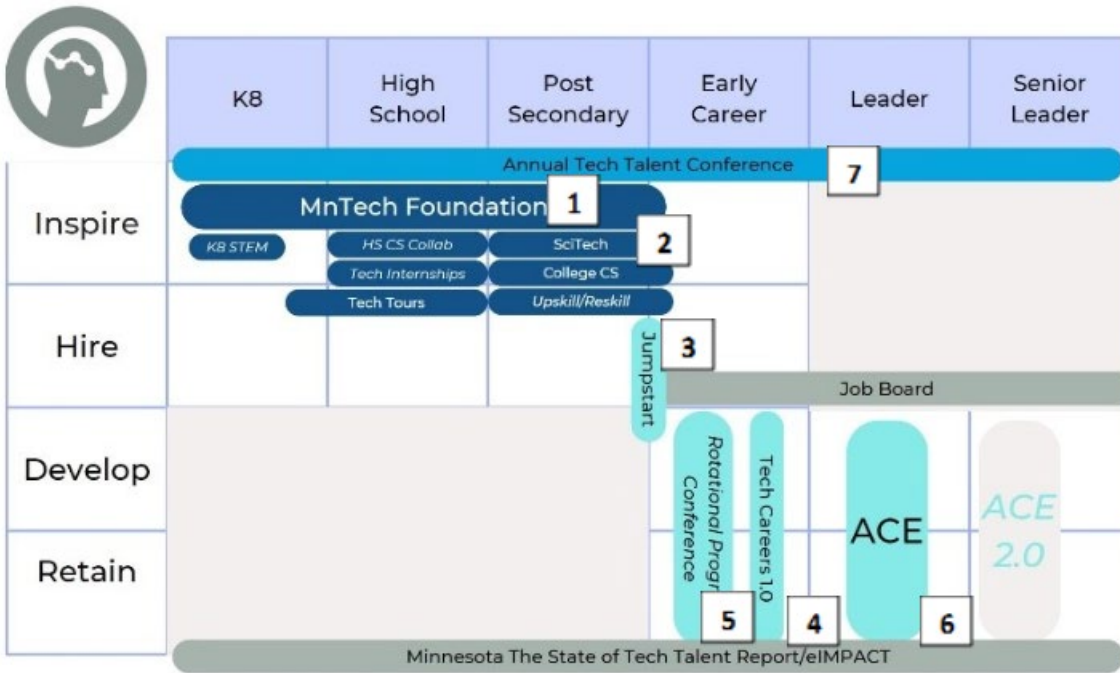 K8
High
School
Post
Secondary
Early
Career
Leader
Senior
Leader
Annual Tech Talent Conference
7
Inspire
MnTech Foundation
1
K8 STEM
HS CS Collab
SciTech
2
Tech Internships
College CS
Tech Tours
Upskill/Reskill
Hire
Jumpstart
3
Job Board
Develop
Retain
Rotational Progr
Conference
5
Tech Careers 1.0
4
ACE
6
ACE
2.0
Minnesota The State of Tech Talent Report/eIMPACT